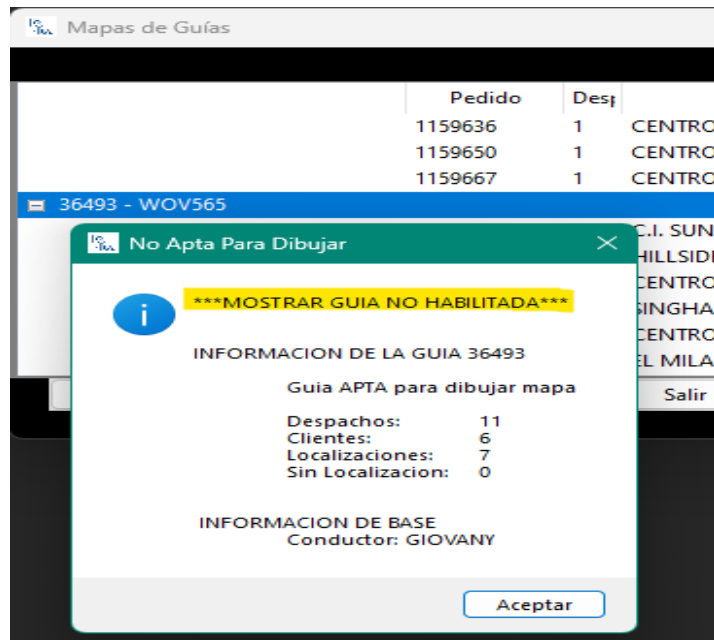 Mapas de Guías
Pedido Desp
1159636 1 CENTRO
1159650 1 CENTRO
1159667 1 CENTRO
36493 - WOV565
C.I. SUN
No Apta Para Dibujar
HILLSID
CENTRO
***MOSTRAR GUIA NO HABILITADA***
SINGHA
CENTRO
INFORMACION DE LA GUIA 36493
EL MILA
Guia APTA para dibujar mapa
Salir
Despachos: 11
Clientes: 6
Localizaciones: 7
Sin Localizacion: 0
INFORMACION DE BASE
Conductor: GIOVANY
Aceptar